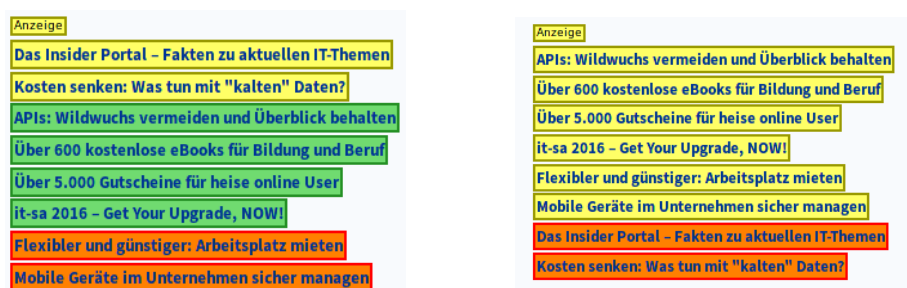 Anzeige
Das Insider Portal – Fakten zu aktuellen IT-Themen
Kosten senken: Was tun mit "kalten" Daten?
APIs: Wildwuchs vermeiden und Überblick behalten
Über 600 kostenlose eBooks für Bildung und Beruf
Über 5.000 Gutscheine für heise online User
it-sa 2016 – Get Your Upgrade, NOW!
Flexibler und günstiger: Arbeitsplatz mieten
Mobile Geräte im Unternehmen sicher managen
Anzeige
APIs: Wildwuchs vermeiden und Überblick behalten
Über 600 kostenlose eBooks für Bildung und Beruf
Über 5.000 Gutscheine für heise online User
it-sa 2016 – Get Your Upgrade, NOW!
Flexibler und günstiger: Arbeitsplatz mieten
Mobile Geräte im Unternehmen sicher managen
Das Insider Portal – Fakten zu aktuellen IT-Themen
Kosten senken: Was tun mit "kalten" Daten?